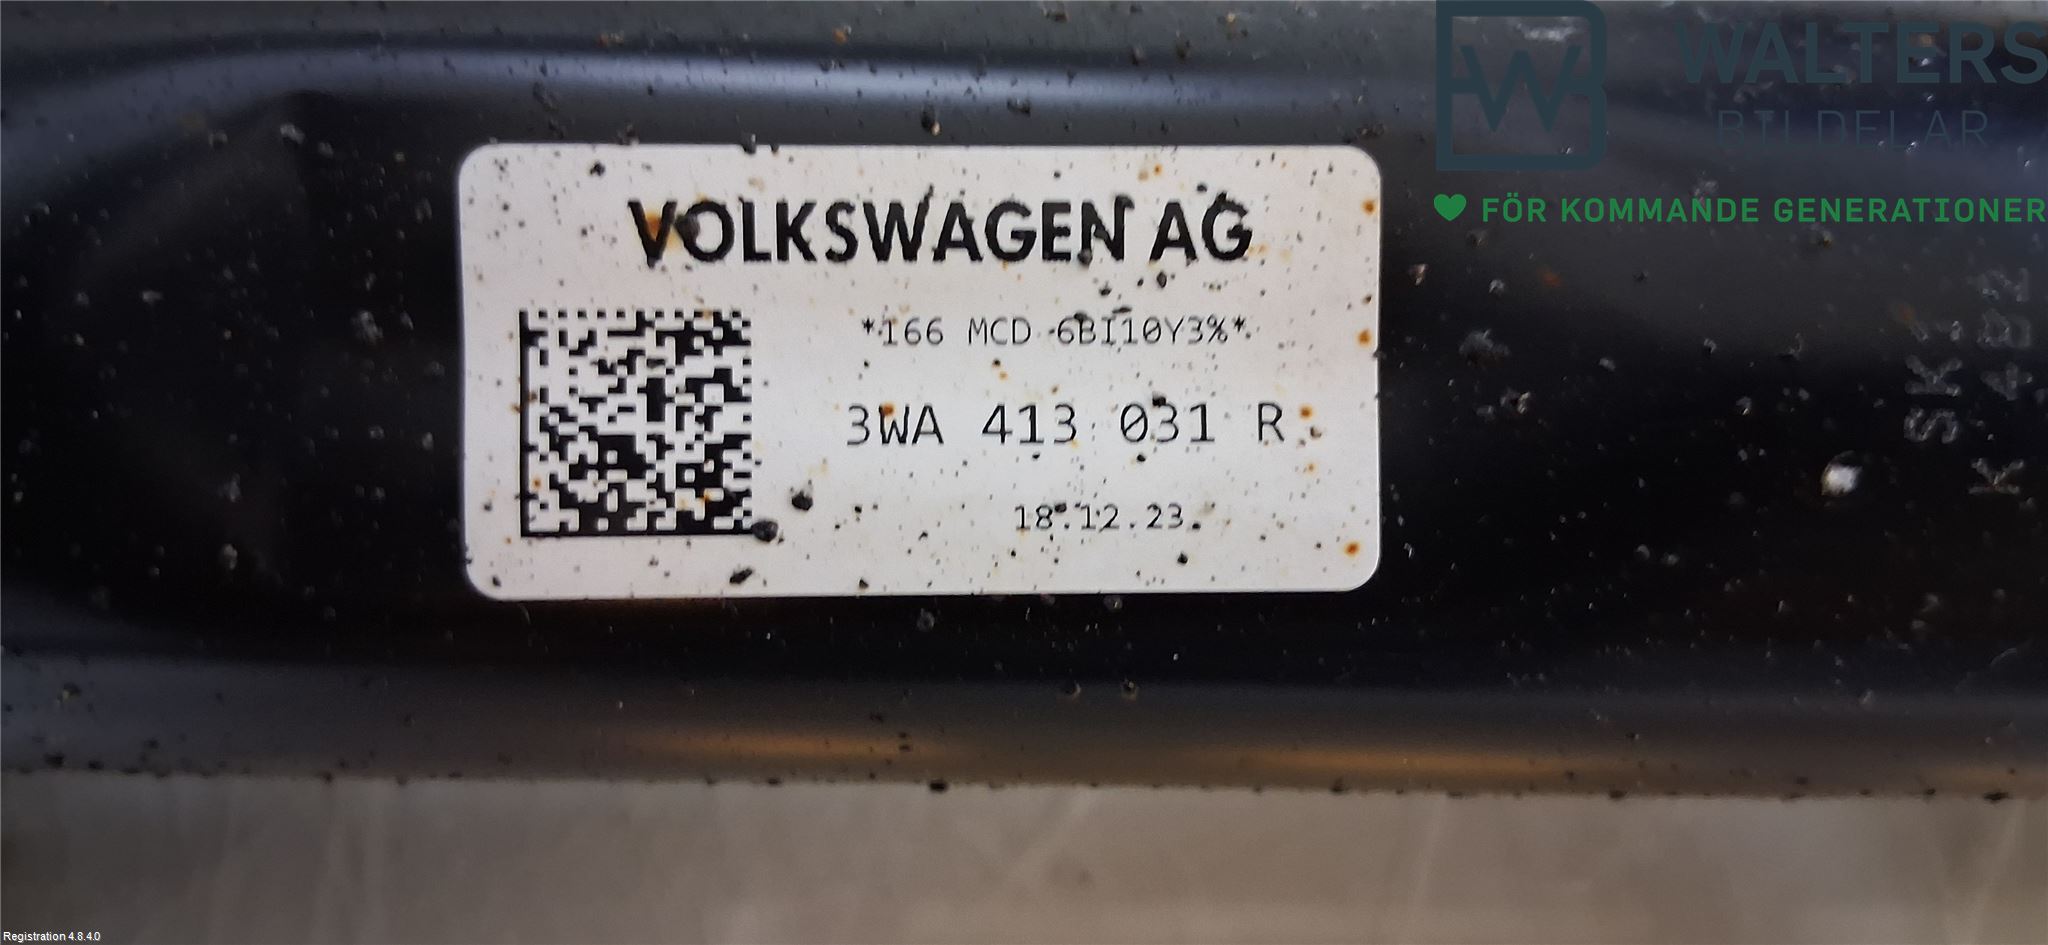 WALTERS
BILDELAR
FÖR KOMMANDE GENERATIONER
VOLKSWAGEN AG
*166 MCD 6BI10Y3%*
3WA 413 031 R
18.12.23
Registration 4.8.4.0